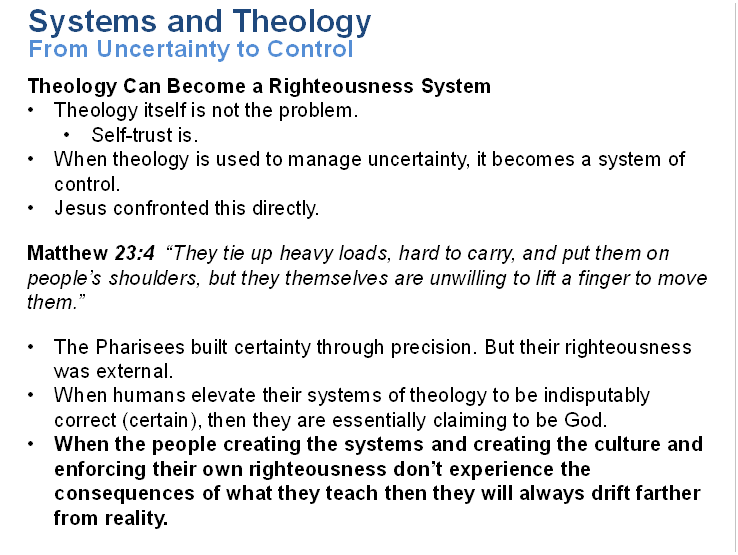 Systems and Theology
From Uncertainty to Control
Theology Can Become a Righteousness System
• Theology itself is not the problem.
• Self-trust is.
• When theology is used to manage uncertainty, it becomes a system of
control.
• Jesus confronted this directly.
Matthew 23:4 “They tie up heavy loads, hard to carry, and put them on
people’s shoulders, but they themselves are unwilling to lift a finger to move
them.”
• The Pharisees built certainty through precision. But their righteousness
was external.
• When humans elevate their systems of theology to be indisputably
correct (certain), then they are essentially claiming to be God.
• When the people creating the systems and creating the culture and
enforcing their own righteousness don’t experience the
consequences of what they teach then they will always drift farther
from reality.